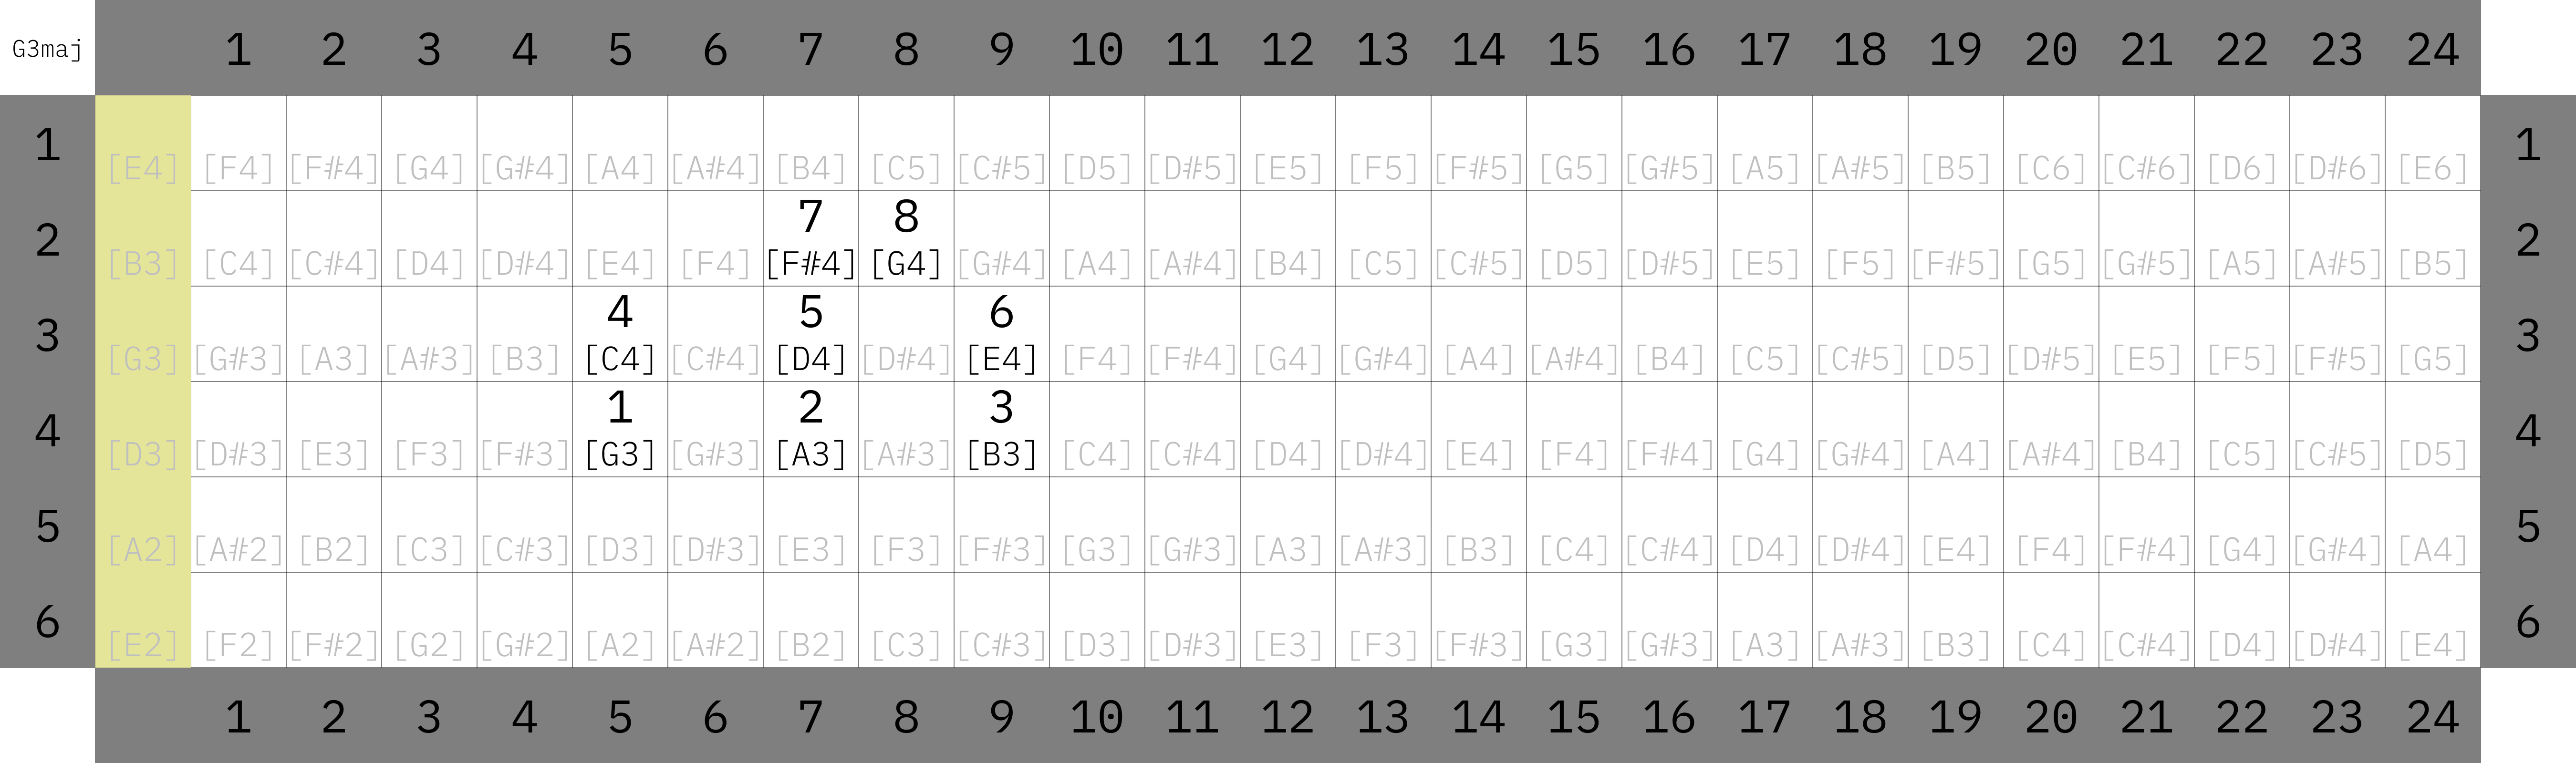 G3maj 1 2 3 4 5 6 7 8 9 10 11 12 13 14 15 16 17 18 19 20 21 22 23 24
1 1
[E4] [F4] [F#4] [G4] [G#4] [A4] [A#4] [B4] [C5] [C#5] [D5] [D#5] [E5] [F5] [F#5] [G5] [G#5] [A5] [A#5] [B5] [C6] [C#6] [D6] [D#6] [E6]
7 8
2 2
[B3] [C4] [C#4] [D4] [D#4] [E4] [F4] [F#4] [G4] [G#4] [A4] [A#4] [B4] [C5] [C#5] [D5] [D#5] [E5] [F5] [F#5] [G5] [G#5] [A5] [A#5] [B5]
4 5 6
3 3
[G3] [G#3] [A3] [A#3] [B3] [C4] [C#4] [D4] [D#4] [E4] [F4] [F#4] [G4] [G#4] [A4] [A#4] [B4] [C5] [C#5] [D5] [D#5] [E5] [F5] [F#5] [G5]
1 2 3
4 4
[D3] [D#3] [E3] [F3] [F#3] [G3] [G#3] [A3] [A#3] [B3] [C4] [C#4] [D4] [D#4] [E4] [F4] [F#4] [G4] [G#4] [A4] [A#4] [B4] [C5] [C#5] [D5]
5 5
[A2] [A#2] [B2] [C3] [C#3] [D3] [D#3] [E3] [F3] [F#3] [G3] [G#3] [A3] [A#3] [B3] [C4] [C#4] [D4] [D#4] [E4] [F4] [F#4] [G4] [G#4] [A4]
6 6
[E2] [F2] [F#2] [G2] [G#2] [A2] [A#2] [B2] [C3] [C#3] [D3] [D#3] [E3] [F3] [F#3] [G3] [G#3] [A3] [A#3] [B3] [C4] [C#4] [D4] [D#4] [E4]
1 2 3 4 5 6 7 8 9 10 11 12 13 14 15 16 17 18 19 20 21 22 23 24